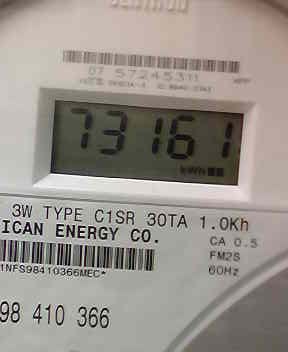 07 57245311
73161
kWh
3W TYPE C1SR 30TA 1.0Kh
ICAN ENERGY CO.
CA 0.5
FM2S
60Hz
1NFS98410366MEC*
98 410 366